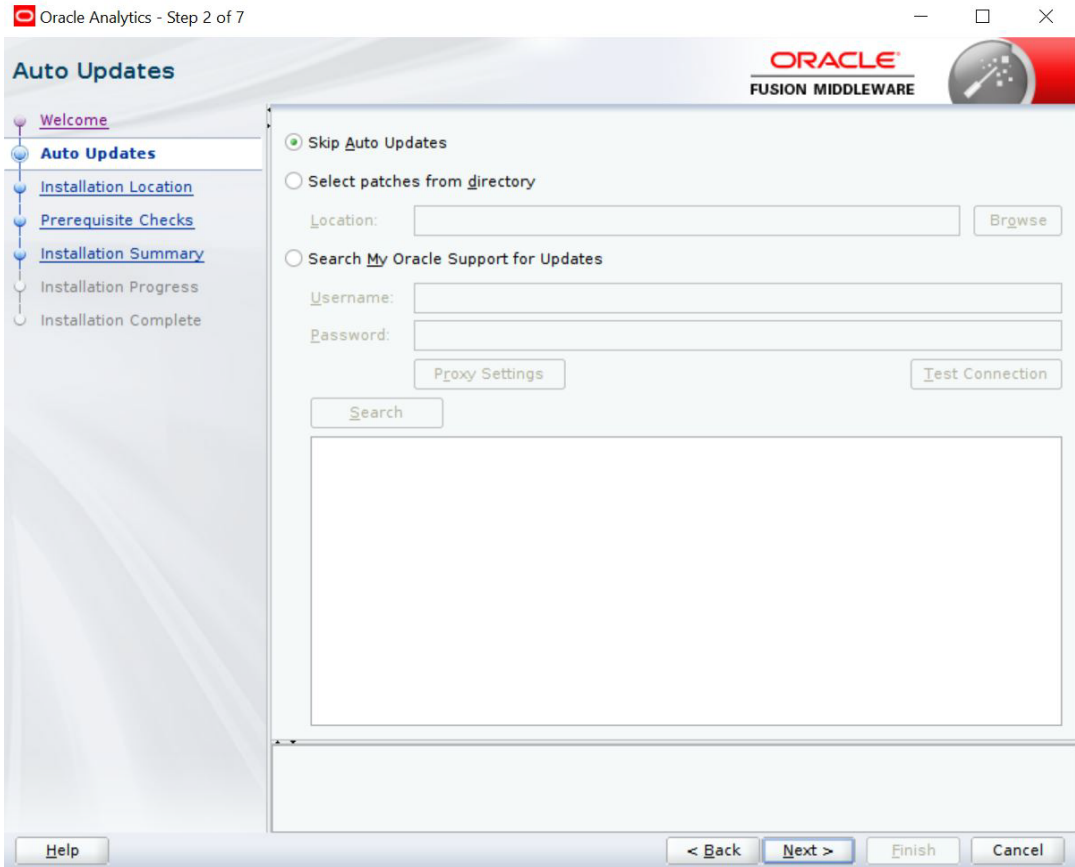 Oracle Analytics - Step 2 of 7
Auto Updates
ORACLE
FUSION MIDDLEWARE
Welcome
Auto Updates
Installation Location
Prerequisite Checks
Installation Summary
Installation Progress
Installation Complete
Skip Auto Updates
Select patches from directory
Location:
Browse
Search My Oracle Support for Updates
Username:
Password:
Proxy Settings
Test Connection
Search
Help
< Back
Next >
Finish
Cancel